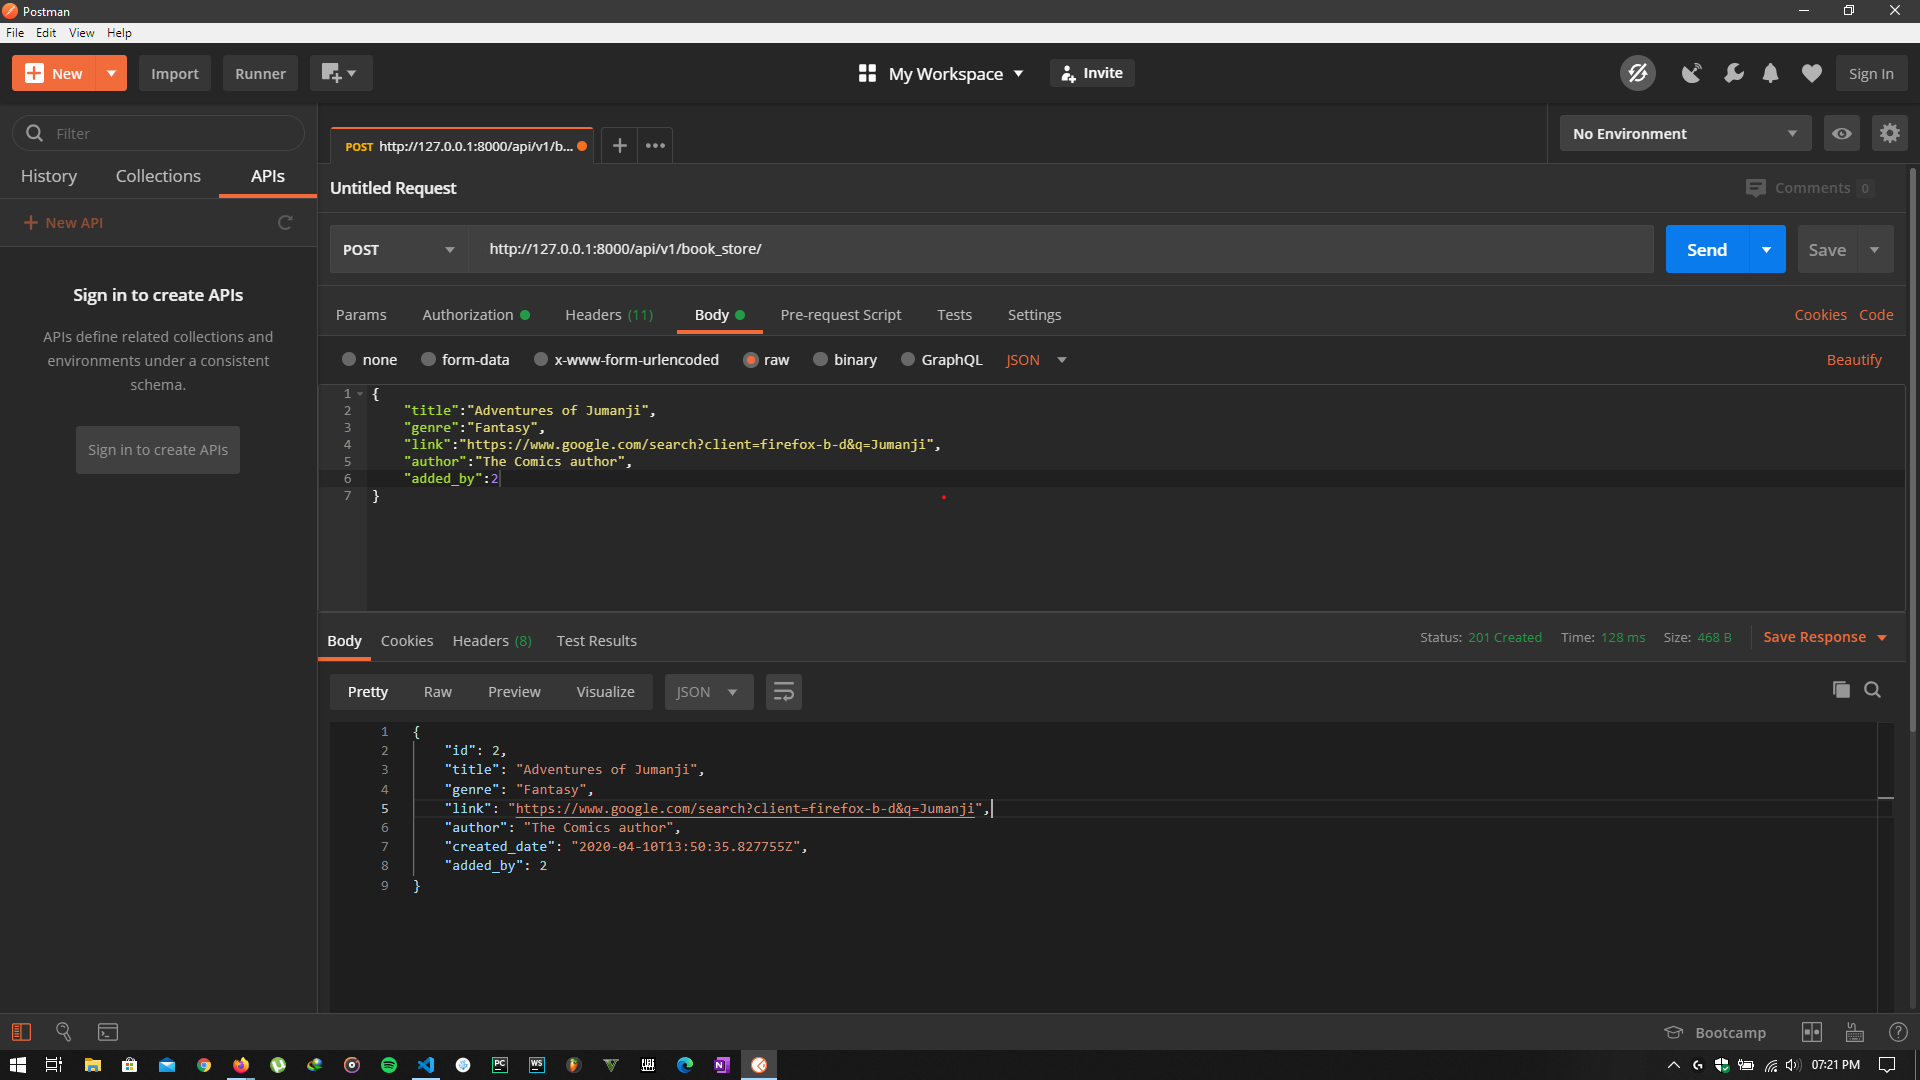 Postman
File Edit View Help
New Import Runner My Workspace Invite Sign In
Filter
History Collections APIs
New API
Sign in to create APIs
APIs define related collections and
environments under a consistent
schema.
Sign in to create APIs
POST http://127.0.0.1:8000/api/v1/b...
No Environment
Untitled Request
Comments 0
POST http://127.0.0.1:8000/api/v1/book_store/ Send Save
Params Authorization Headers (11) Body Pre-request Script Tests Settings Cookies Code
none form-data x-www-form-urlencoded raw binary GraphQL JSON Beautify
1 {
2 "title":"Adventures of Jumanji",
3 "genre":"Fantasy",
4 "link":"https://www.google.com/search?client=firefox-b-d&q=Jumanji",
5 "author":"The Comics author",
6 "added_by":2
7 }
Body Cookies Headers (8) Test Results Status: 201 Created Time: 128 ms Size: 468 B Save Response
Pretty Raw Preview Visualize JSON
1 {
2 "id": 2,
3 "title": "Adventures of Jumanji",
4 "genre": "Fantasy",
5 "link": "https://www.google.com/search?client=firefox-b-d&q=Jumanji",
6 "author": "The Comics author",
7 "created_date": "2020-04-10T13:50:35.827755Z",
8 "added_by": 2
9 }
Bootcamp
PC WS N 07:21 PM